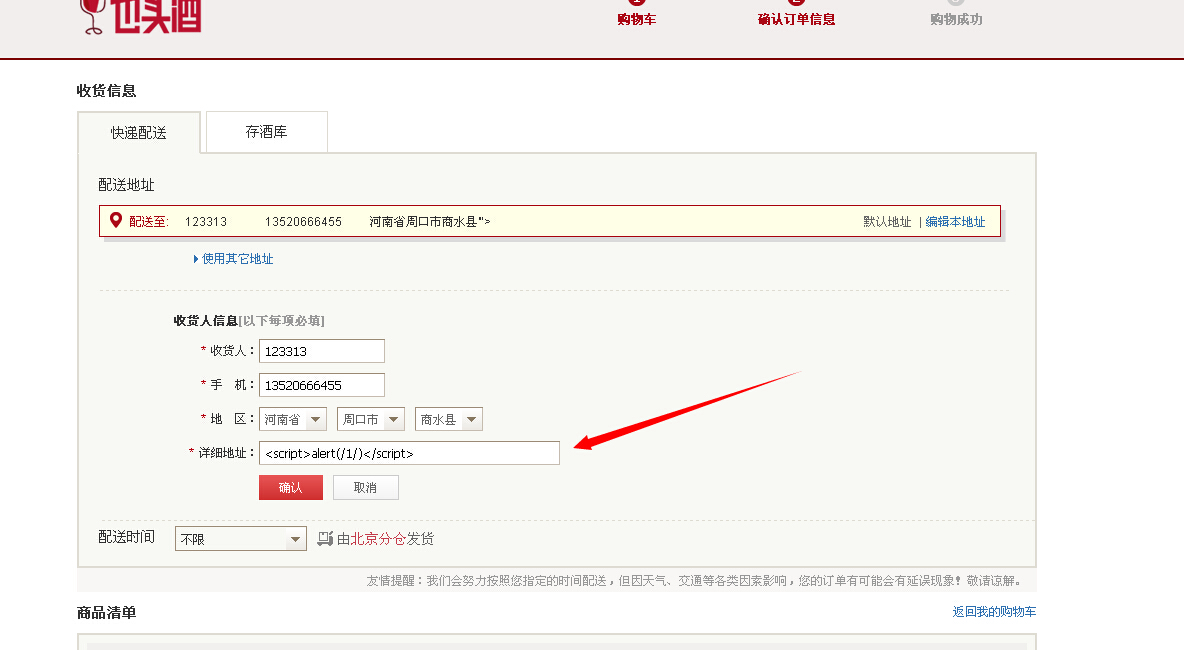 也买酒
购物车 确认订单信息 购物成功
收货信息
快递配送 存酒库
配送地址
配送至: 123313 13520666455 河南省周口市商水县"> 默认地址 | 编辑本地址
使用其它地址
收货人信息[以下每项必填]
* 收货人： 123313
* 手 机： 13520666455
* 地 区： 河南省 周口市 商水县
* 详细地址： <script>alert(/1/)</script>
确认 取消
配送时间 不限 由北京分仓发货
友情提醒：我们会努力按照您指定的时间配送，但因天气、交通等各类因素影响，您的订单有可能会有延误现象！敬请谅解。
商品清单 返回我的购物车